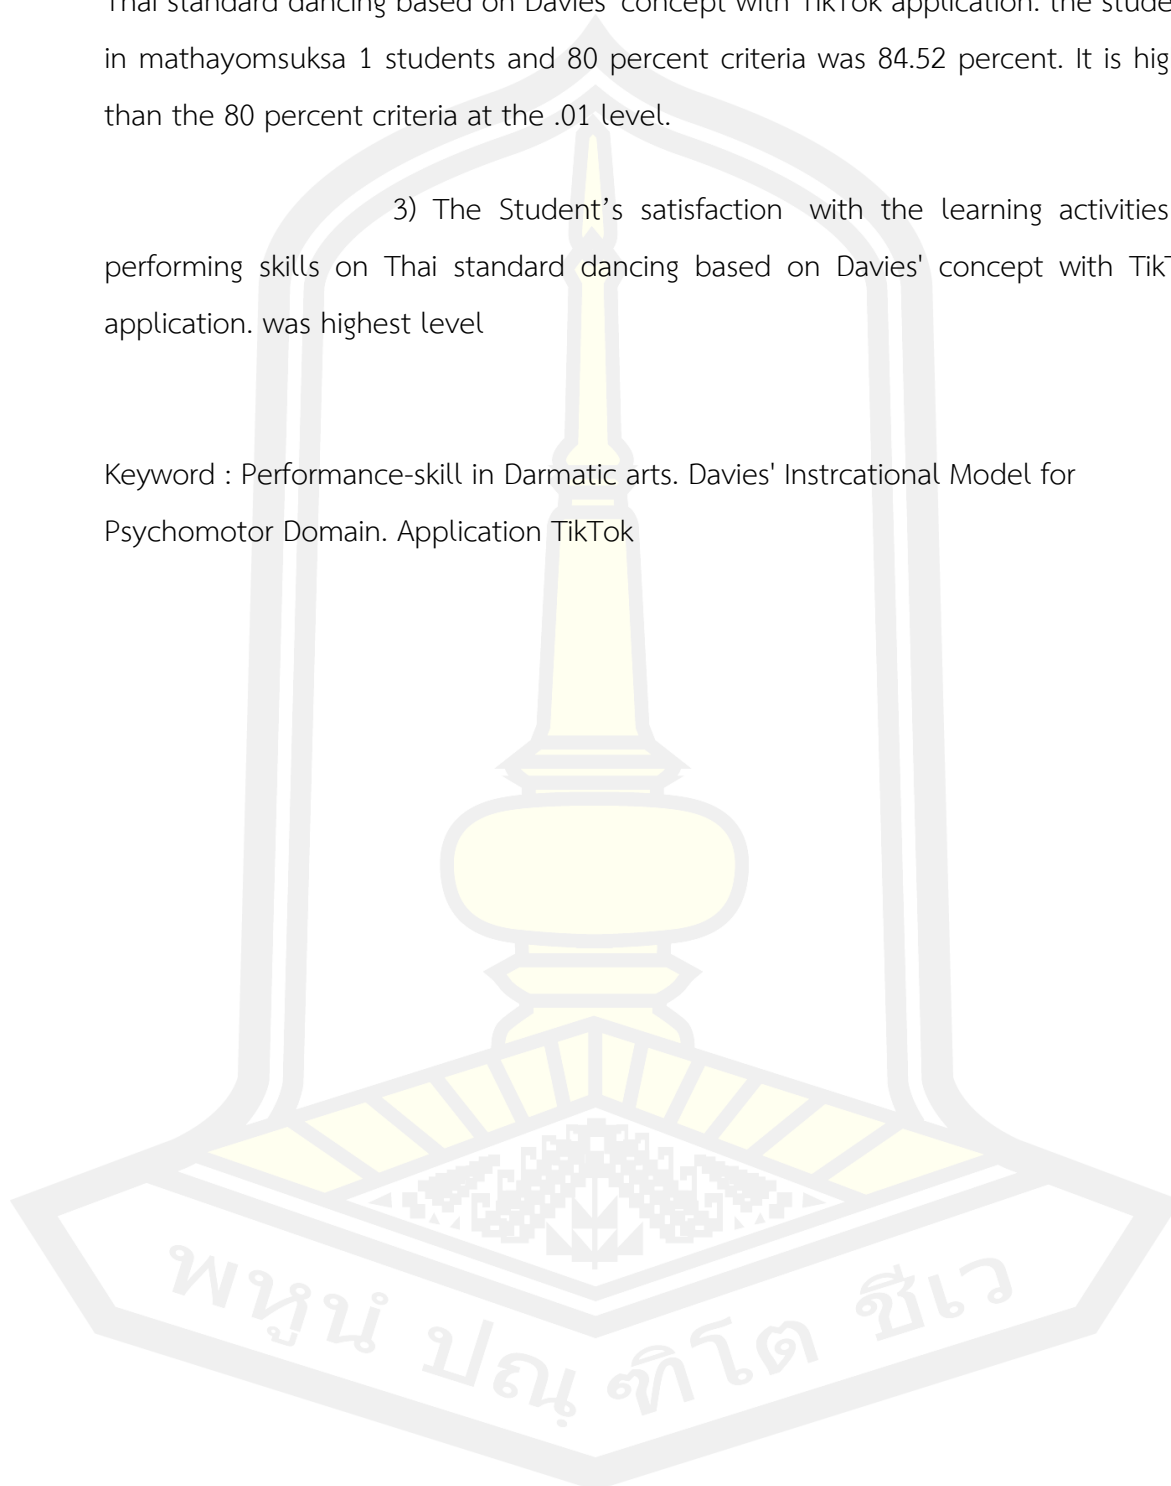 Thai standard dancing based on Davies' concept with TikTok application. the stude
in mathayomsuksa 1 students and 80 percent criteria was 84.52 percent. It is hig
than the 80 percent criteria at the .01 level.
3) The Student's satisfaction with the learning activities
performing skills on Thai standard dancing based on Davies' concept with TikT
application. was highest level
Keyword : Performance-skill in Darmatic arts. Davies' Instrcational Model for
Psychomotor Domain. Application TikTok
พหูนํ ปณฺฑิโต ชีเว